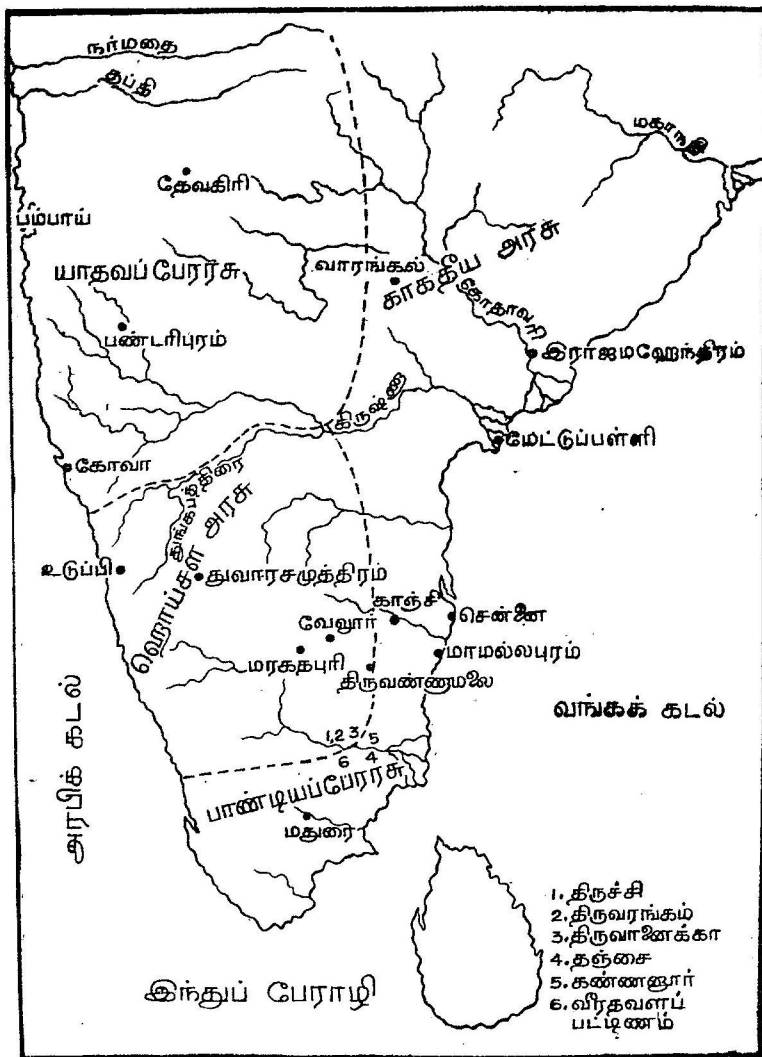 நர்மதை
தப்தி
மகாநதி
தேவகிரி
பம்பாய்
யாதவப்பேரரசு
வாரங்கல்
காகதிய அரசு
கோதாவரி
பண்டரிபுரம்
இராஜமஹேந்திரம்
கிருஷ்ணா
மேட்டுப்பள்ளி
கோவா
துங்கபத்திரை
ஹொய்சள அரசு
உடுப்பி
துவாரசமுத்திரம்
காஞ்சி
சென்னை
வேலூர்
மரகதபுரி
மாமல்லபுரம்
திருவண்ணாமலை
வங்கக் கடல்
அரபிக் கடல்
1,2 3 5
6 4
பாண்டியப்பேரரசு
மதுரை
1. திருச்சி
2. திருவரங்கம்
3. திருவானைக்கா
4. தஞ்சை
5. கண்ணனூர்
6. வீரதவளப்
பட்டிணம்
இந்துப் பேராழி